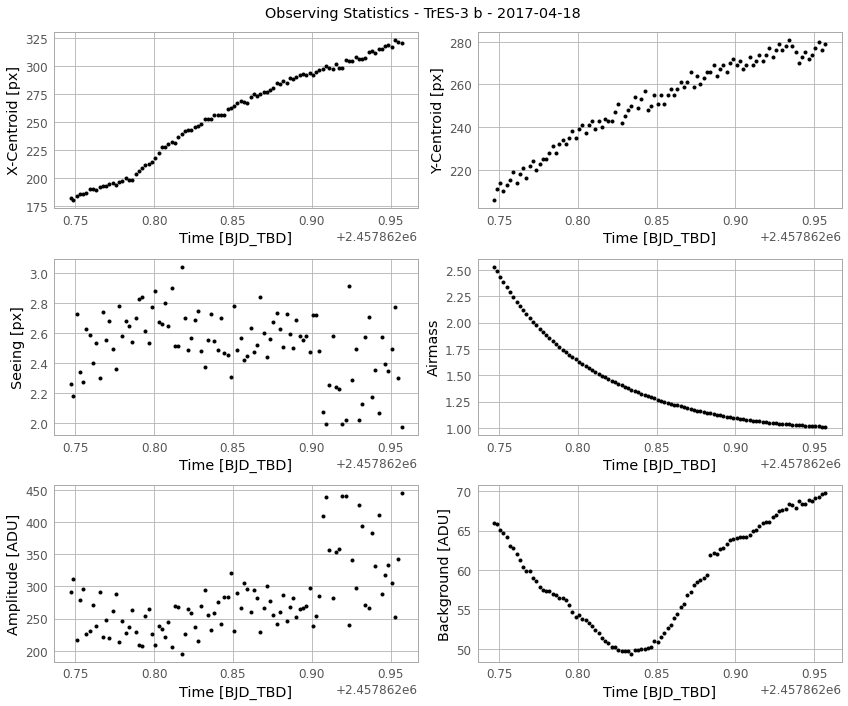 Observing Statistics - TrES-3 b - 2017-04-18
X-Centroid [px]
325
300
275
250
225
200
175
0.75 0.80 0.85 0.90 0.95
Time [BJD_TBD]
+2.457862e6
Y-Centroid [px]
280
260
240
220
0.75 0.80 0.85 0.90 0.95
Time [BJD_TBD]
+2.457862e6
Seeing [px]
3.0
2.8
2.6
2.4
2.2
2.0
0.75 0.80 0.85 0.90 0.95
Time [BJD_TBD]
+2.457862e6
Airmass
2.50
2.25
2.00
1.75
1.50
1.25
1.00
0.75 0.80 0.85 0.90 0.95
Time [BJD_TBD]
+2.457862e6
Amplitude [ADU]
450
400
350
300
250
200
0.75 0.80 0.85 0.90 0.95
Time [BJD_TBD]
+2.457862e6
Background [ADU]
70
65
60
55
50
0.75 0.80 0.85 0.90 0.95
Time [BJD_TBD]
+2.457862e6